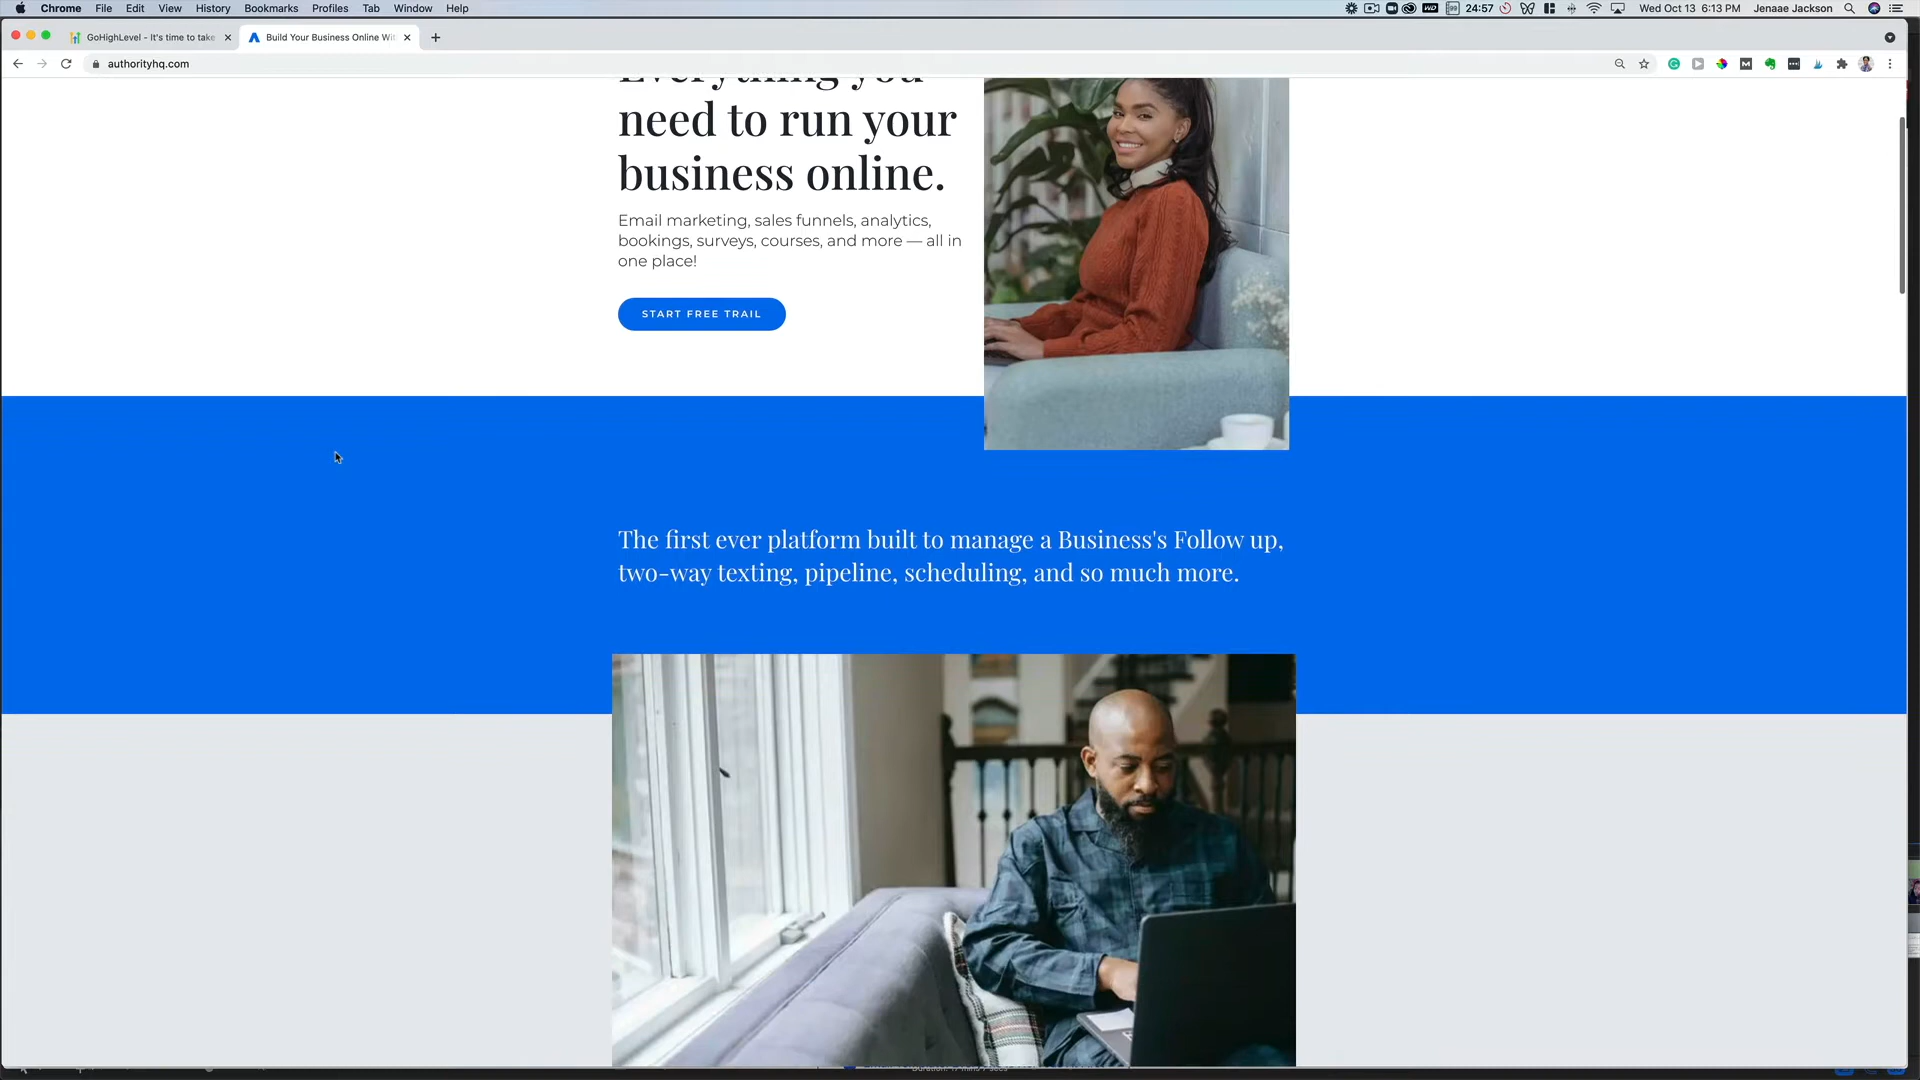 Chrome File Edit View History Bookmarks Profiles Tab Window Help
24:57 Wed Oct 13 6:13 PM Jenaae Jackson
GoHighLevel - It's time to take
Build Your Business Online Wit
authorityhq.com
Everything you
need to run your
business online.
Email marketing, sales funnels, analytics,
bookings, surveys, courses, and more — all in
one place!
START FREE TRAIL
The first ever platform built to manage a Business's Follow up,
two-way texting, pipeline, scheduling, and so much more.